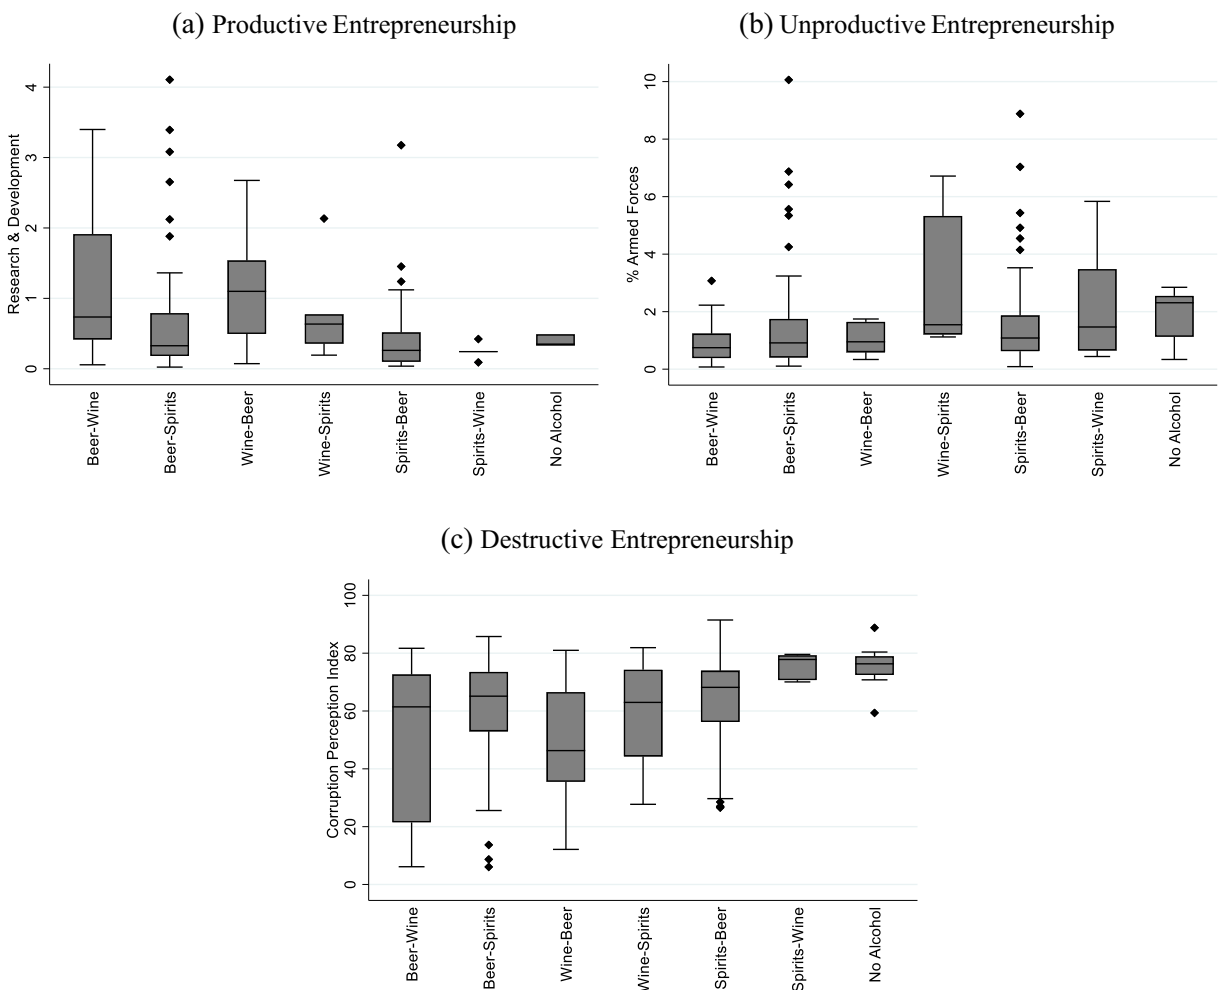 (a) Productive Entrepreneurship
Research & Development
4
3
2
1
0
Beer-Wine
Beer-Spirits
Wine-Beer
Wine-Spirits
Spirits-Beer
Spirits-Wine
No Alcohol
(b) Unproductive Entrepreneurship
% Armed Forces
10
8
6
4
2
0
Beer-Wine
Beer-Spirits
Wine-Beer
Wine-Spirits
Spirits-Beer
Spirits-Wine
No Alcohol
(c) Destructive Entrepreneurship
Corruption Perception Index
100
80
60
40
20
0
Beer-Wine
Beer-Spirits
Wine-Beer
Wine-Spirits
Spirits-Beer
Spirits-Wine
No Alcohol